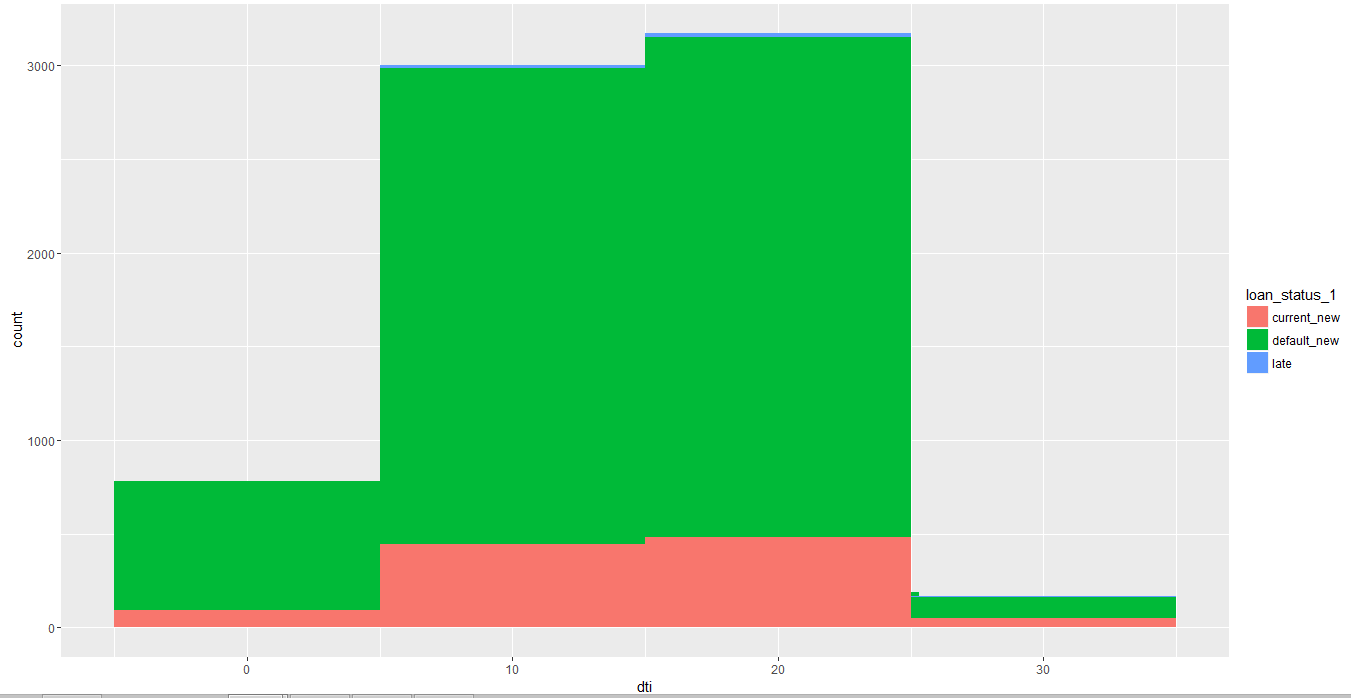 3000
2000
1000
0
count
0 10 20 30
dti
loan_status_1
current_new
default_new
late